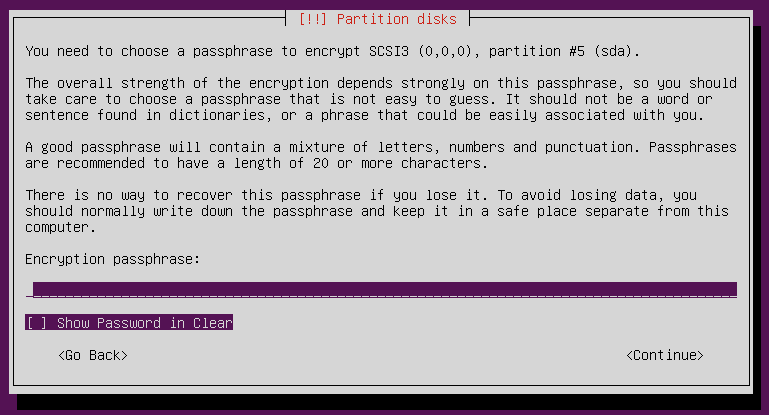 [!!] Partition disks
You need to choose a passphrase to encrypt SCSI3 (0,0,0), partition #5 (sda).
The overall strength of the encryption depends strongly on this passphrase, so you should
take care to choose a passphrase that is not easy to guess. It should not be a word or
sentence found in dictionaries, or a phrase that could be easily associated with you.
A good passphrase will contain a mixture of letters, numbers and punctuation. Passphrases
are recommended to have a length of 20 or more characters.
There is no way to recover this passphrase if you lose it. To avoid losing data, you
should normally write down the passphrase and keep it in a safe place separate from this
computer.
Encryption passphrase:
[ ] Show Password in Clear
<Go Back> <Continue>